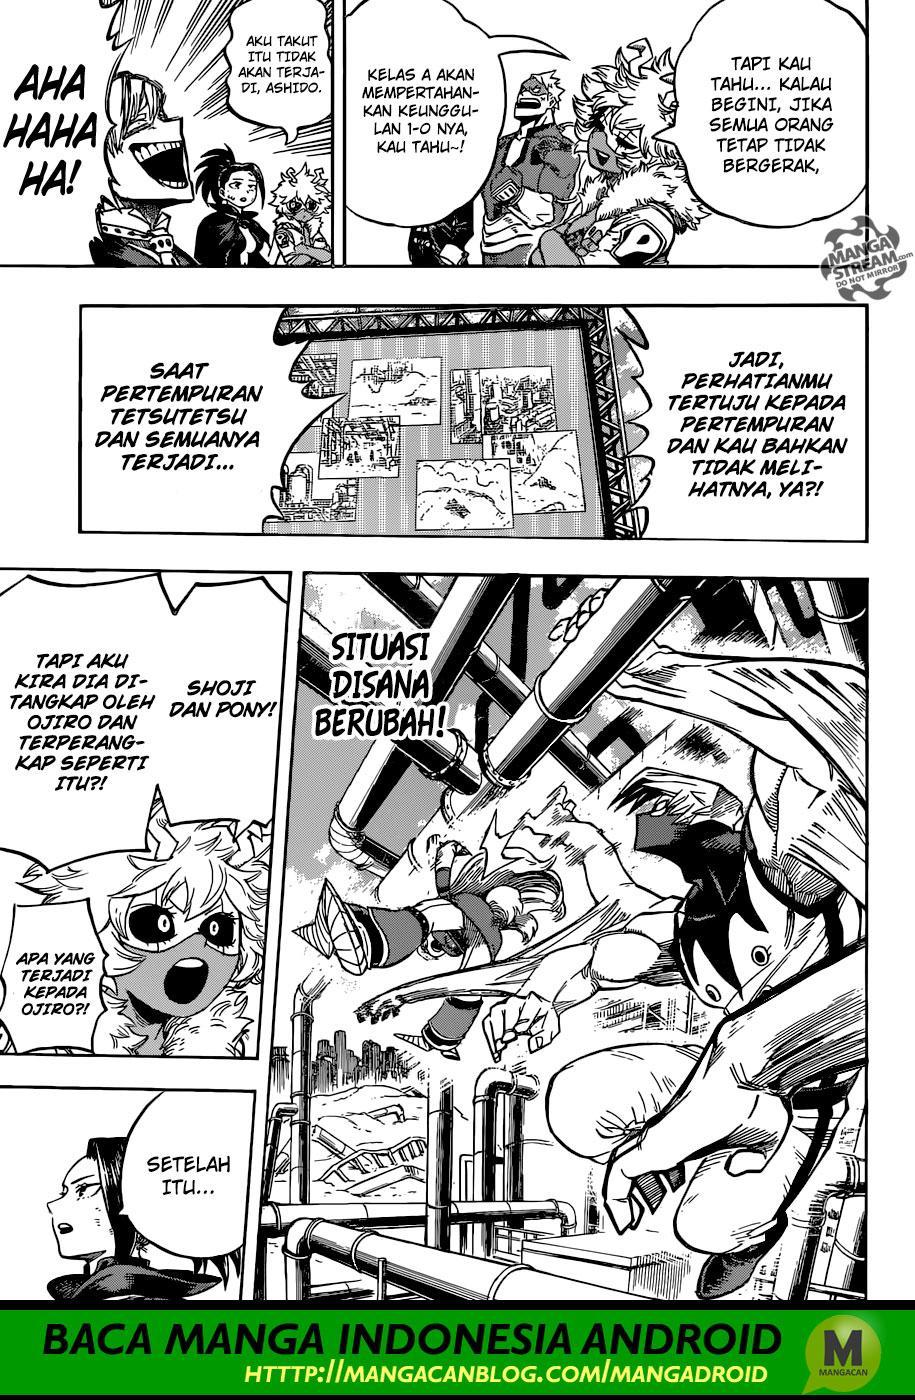 TAPI KAU
TAHU... KALAU
BEGINI, JIKA
SEMUA ORANG
TETAP TIDAK
BERGERAK,
KELAS A AKAN
MEMPERTAHAN-
KAN KEUNGGU-
LAN 1-0 NYA,
KAU TAHU~!
AKU TAKUT
ITU TIDAK
AKAN TERJA-
DI, ASHIDO.
AHA
HAHA
HA!
MANGA
STREAM.com
DO NOT MIRROR!
JADI,
PERHATIANMU
TERTUJU KEPADA
PERTEMPURAN
DAN KAU BAHKAN
TIDAK MELI-
HATNYA, YA?!
SAAT
PERTEMPURAN
TETSUTETSU
DAN SEMUANYA
TERJADI...
SITUASI
DISANA
BERUBAH!
SHOJI
DAN PONY!
TAPI AKU
KIRA DIA DI-
TANGKAP OLEH
OJIRO DAN
TERPERANG-
KAP SEPERTI
ITU?!
APA YANG
TERJADI
KEPADA
OJIRO?!
SETELAH
ITU...
BACA MANGA INDONESIA ANDROID
HTTTP://MANGACANBLOG.COM/MANGADROID
M
MANGACAN